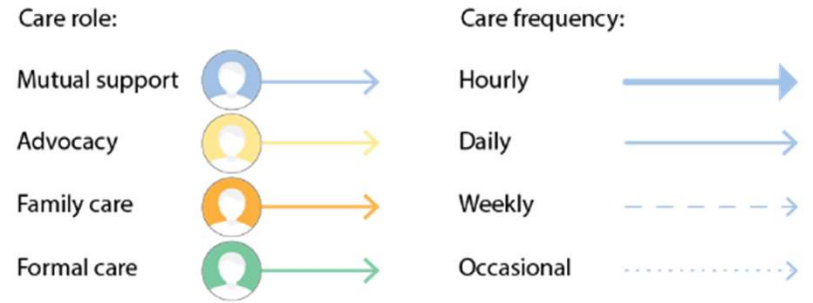 Care role:
Mutual support
Advocacy
Family care
Formal care
Care frequency:
Hourly
Daily
Weekly
Occasional